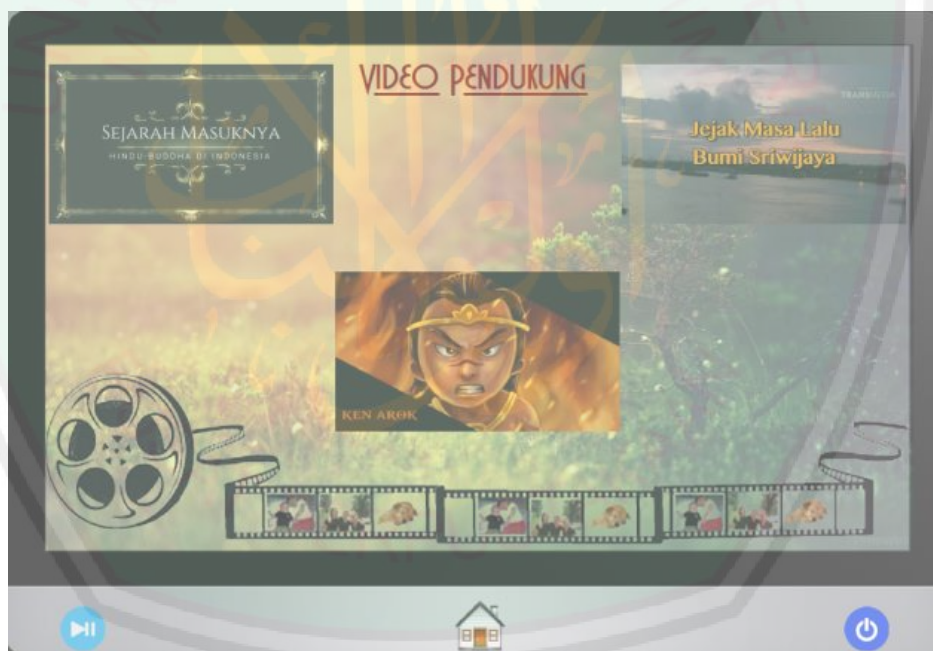 VIDEO PENDUKUNG
SEJARAH MASUKNYA
HINDU-BUDDHA DI INDONESIA
Jejak Masa Lalu
Bumi Sriwijaya
KEN AROK